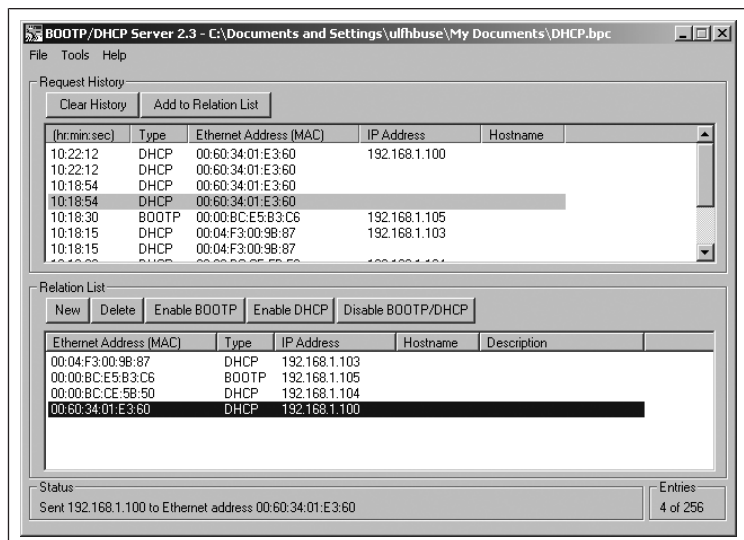 BOOTP/DHCP Server 2.3 - C:\Documents and Settings\ulfhbuse\My Documents\DHCP.bpc
File Tools Help
Request History
Clear History Add to Relation List
(hr:min:sec) Type Ethernet Address (MAC) IP Address Hostname
10:22:12 DHCP 00:60:34:01:E3:60 192.168.1.100
10:22:12 DHCP 00:60:34:01:E3:60
10:18:54 DHCP 00:60:34:01:E3:60
10:18:54 DHCP 00:60:34:01:E3:60
10:18:30 BOOTP 00:00:BC:E5:B3:C6 192.168.1.105
10:18:15 DHCP 00:04:F3:00:9B:87 192.168.1.103
10:18:15 DHCP 00:04:F3:00:9B:87
Relation List
New Delete Enable BOOTP Enable DHCP Disable BOOTP/DHCP
Ethernet Address (MAC) Type IP Address Hostname Description
00:04:F3:00:9B:87 DHCP 192.168.1.103
00:00:BC:E5:B3:C6 BOOTP 192.168.1.105
00:00:BC:CE:5B:50 DHCP 192.168.1.104
00:60:34:01:E3:60 DHCP 192.168.1.100
Status
Sent 192.168.1.100 to Ethernet address 00:60:34:01:E3:60
Entries
4 of 256